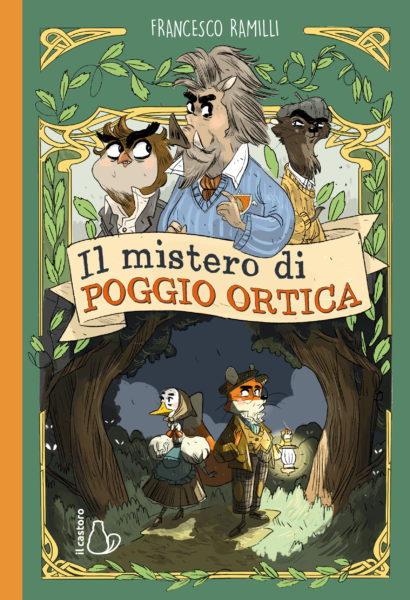 FRANCESCO RAMILLI
Il mistero di
POGGIO ORTICA
il castoro